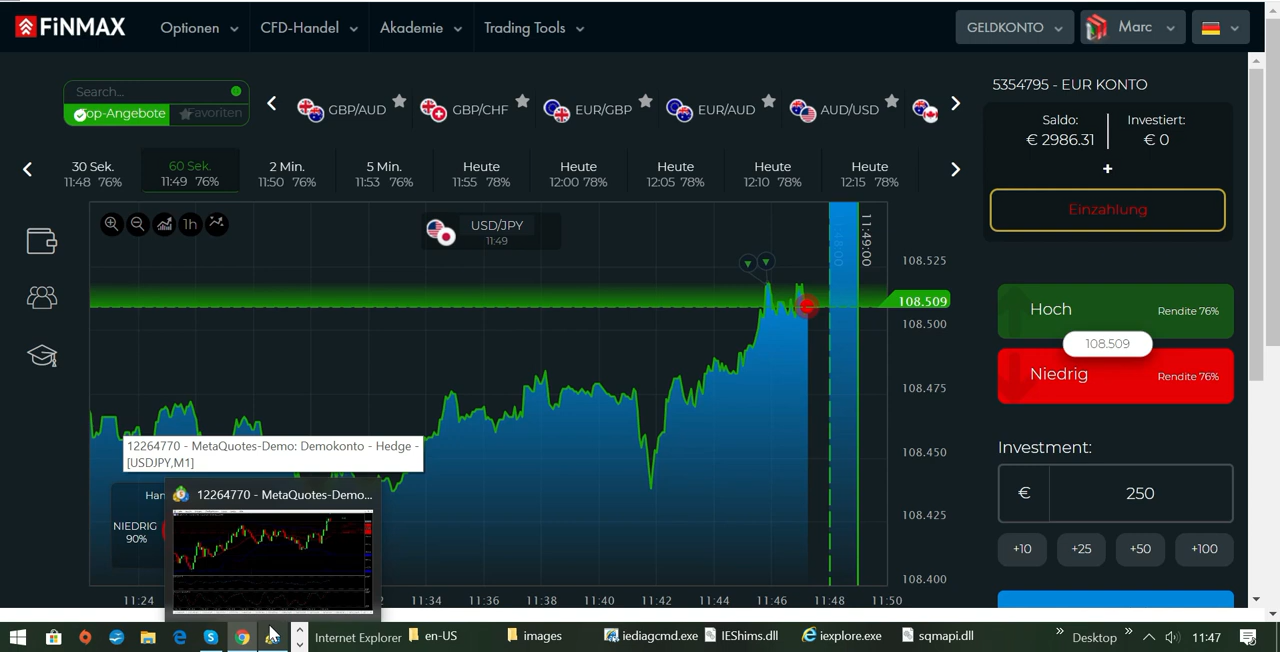 FiNMAX
Optionen
CFD-Handel
Akademie
Trading Tools
GELDKONTO
Marc
Search...
Top-Angebote
Favoriten
GBP/AUD
GBP/CHF
EUR/GBP
EUR/AUD
AUD/USD
5354795 - EUR KONTO
Saldo:
€ 2986.31
Investiert:
€ 0
+
Einzahlung
30 Sek.
11:48 76%
60 Sek.
11:49 76%
2 Min.
11:50 76%
5 Min.
11:53 76%
Heute
11:55 78%
Heute
12:00 78%
Heute
12:05 78%
Heute
12:10 78%
Heute
12:15 78%
1h
USD/JPY
11:49
11:48:00
11:49:00
108.525
108.509
108.500
108.475
108.450
108.425
108.400
Hoch
Rendite 76%
108.509
Niedrig
Rendite 76%
Investment:
€ 250
+10
+25
+50
+100
12264770 - MetaQuotes-Demo: Demokonto - Hedge -
[USDJPY,M1]
Han
NIEDRIG
90%
12264770 - MetaQuotes-Demo...
11:24
11:34
11:36
11:38
11:40
11:42
11:44
11:46
11:48
11:50
Internet Explorer
en-US
images
iediagcmd.exe
IEShims.dll
iexplore.exe
sqmapi.dll
Desktop
11:47